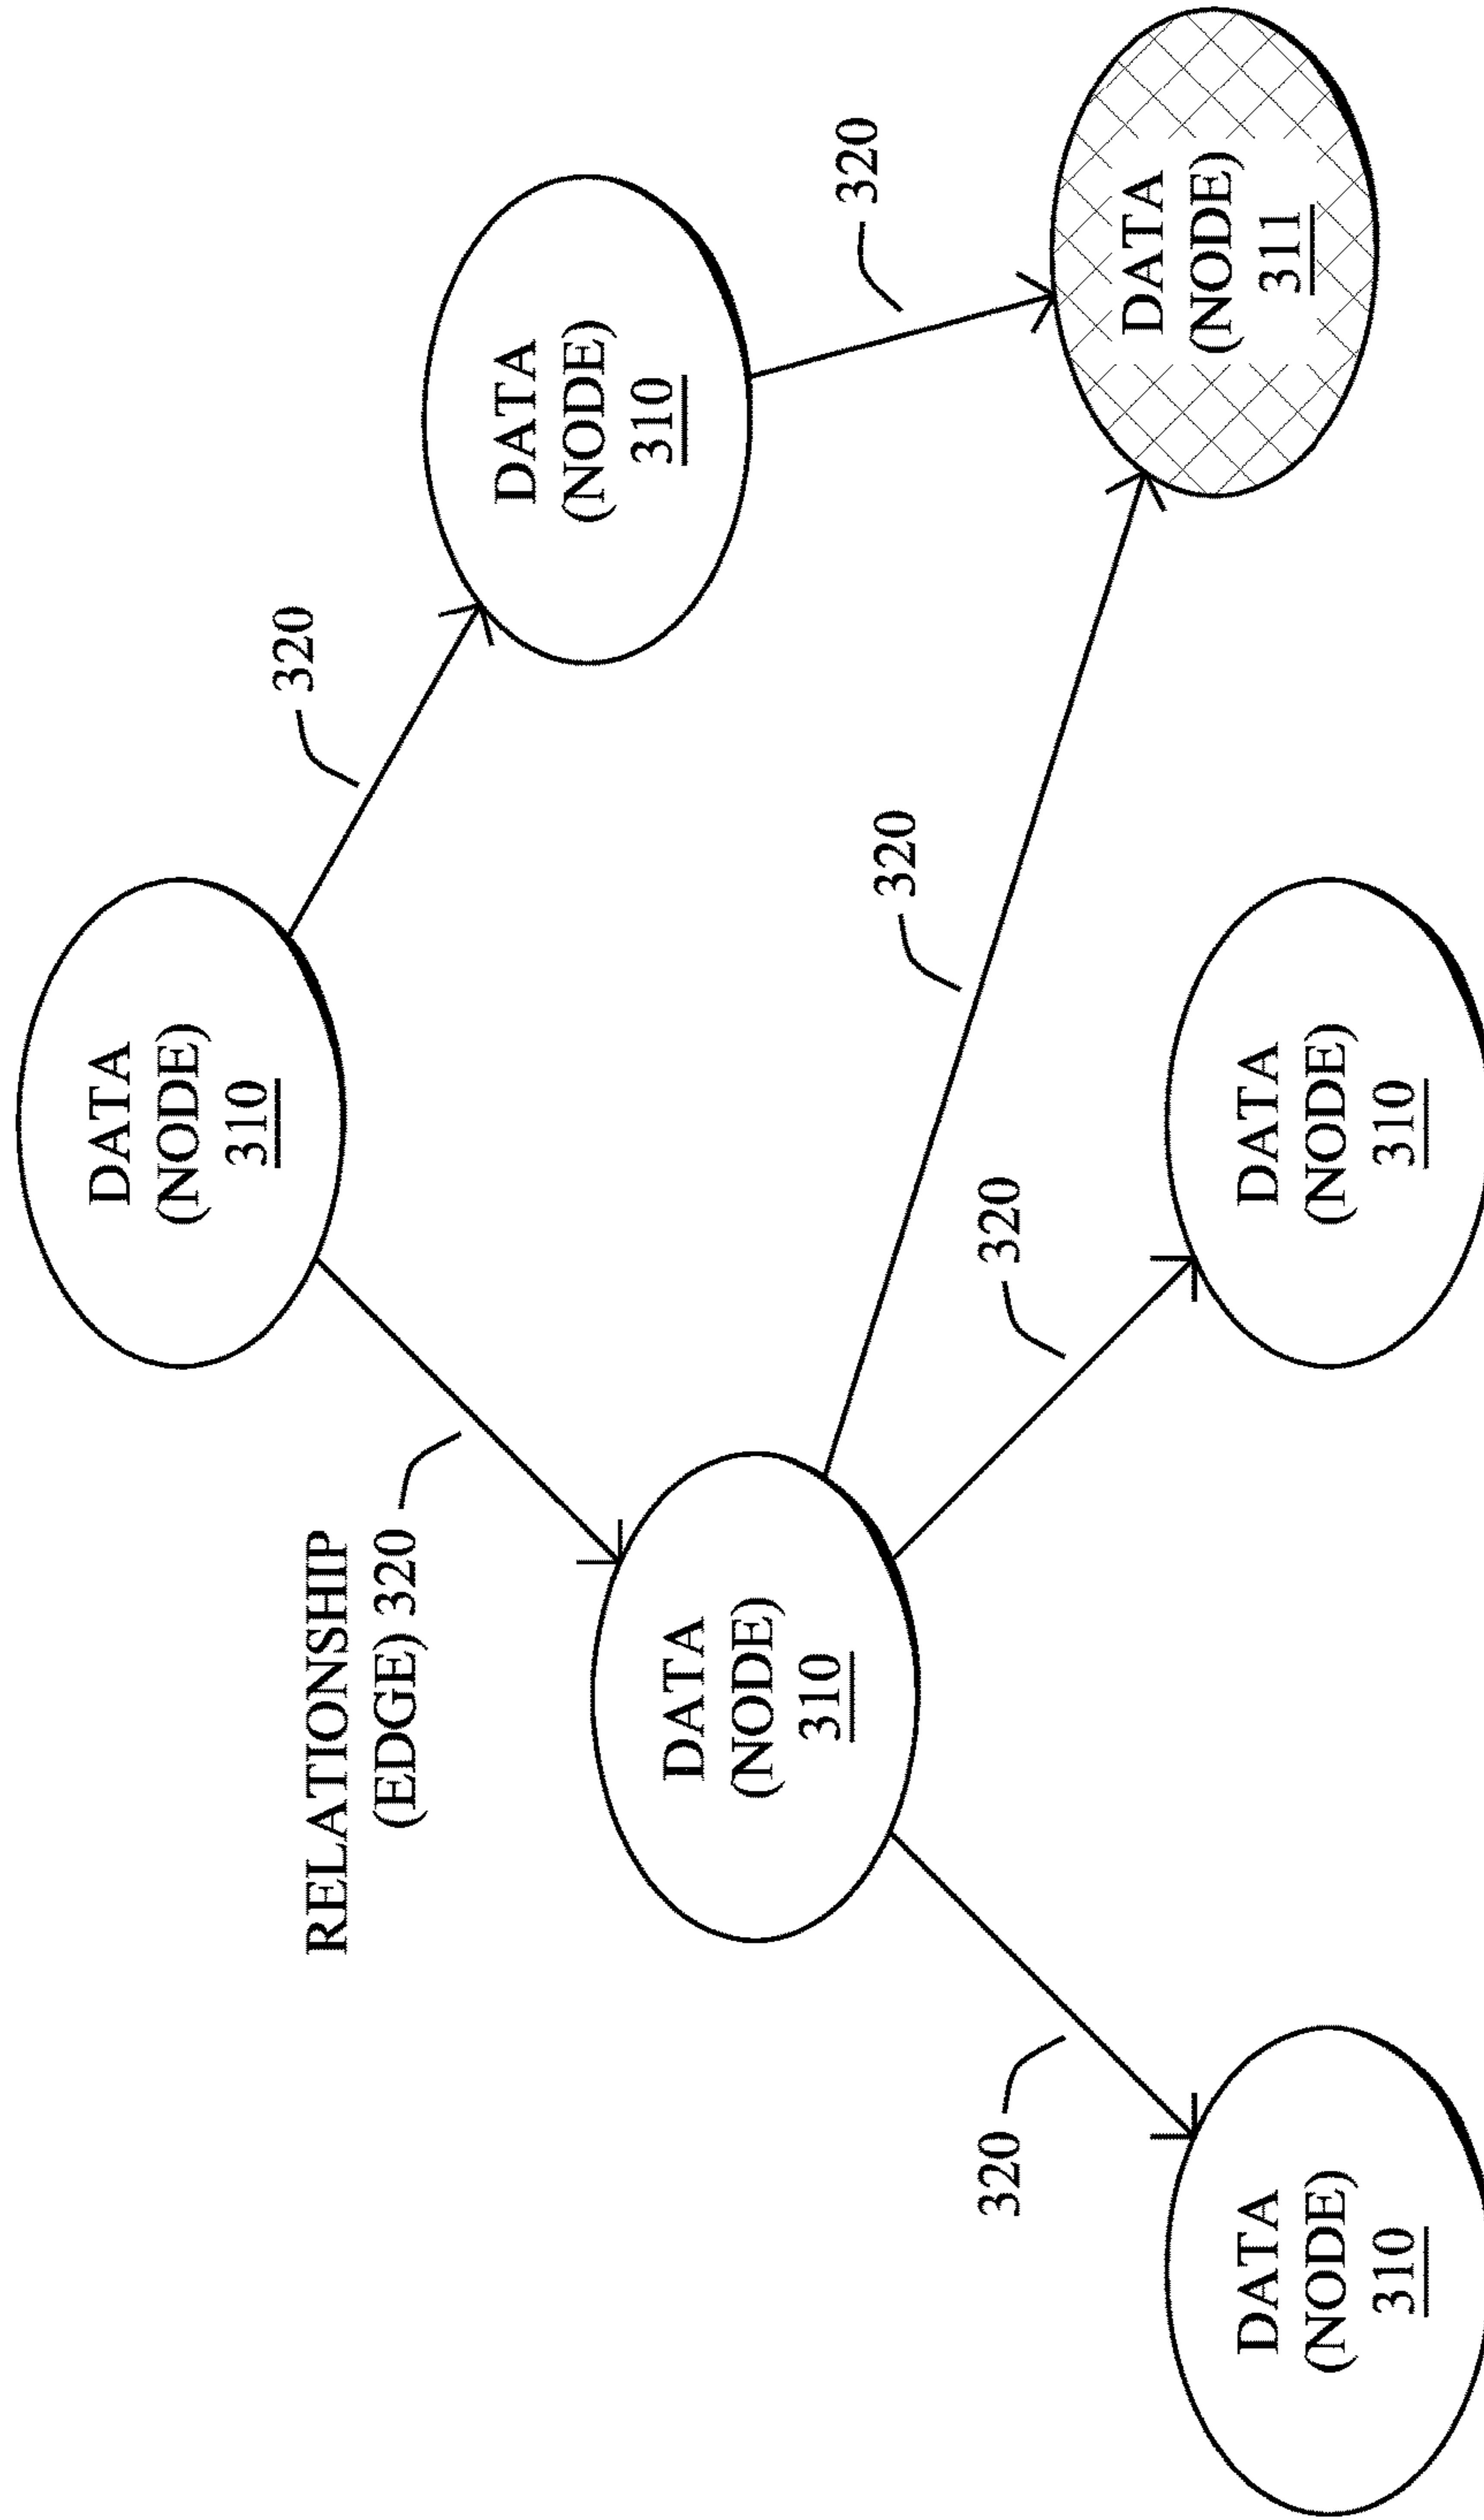 DATA
(NODE)
310
320
RELATIONSHIP
(EDGE) 320
DATA
(NODE)
310
DATA
(NODE)
310
320
320
320
320
DATA
(NODE)
311
DATA
(NODE)
310
DATA
(NODE)
310